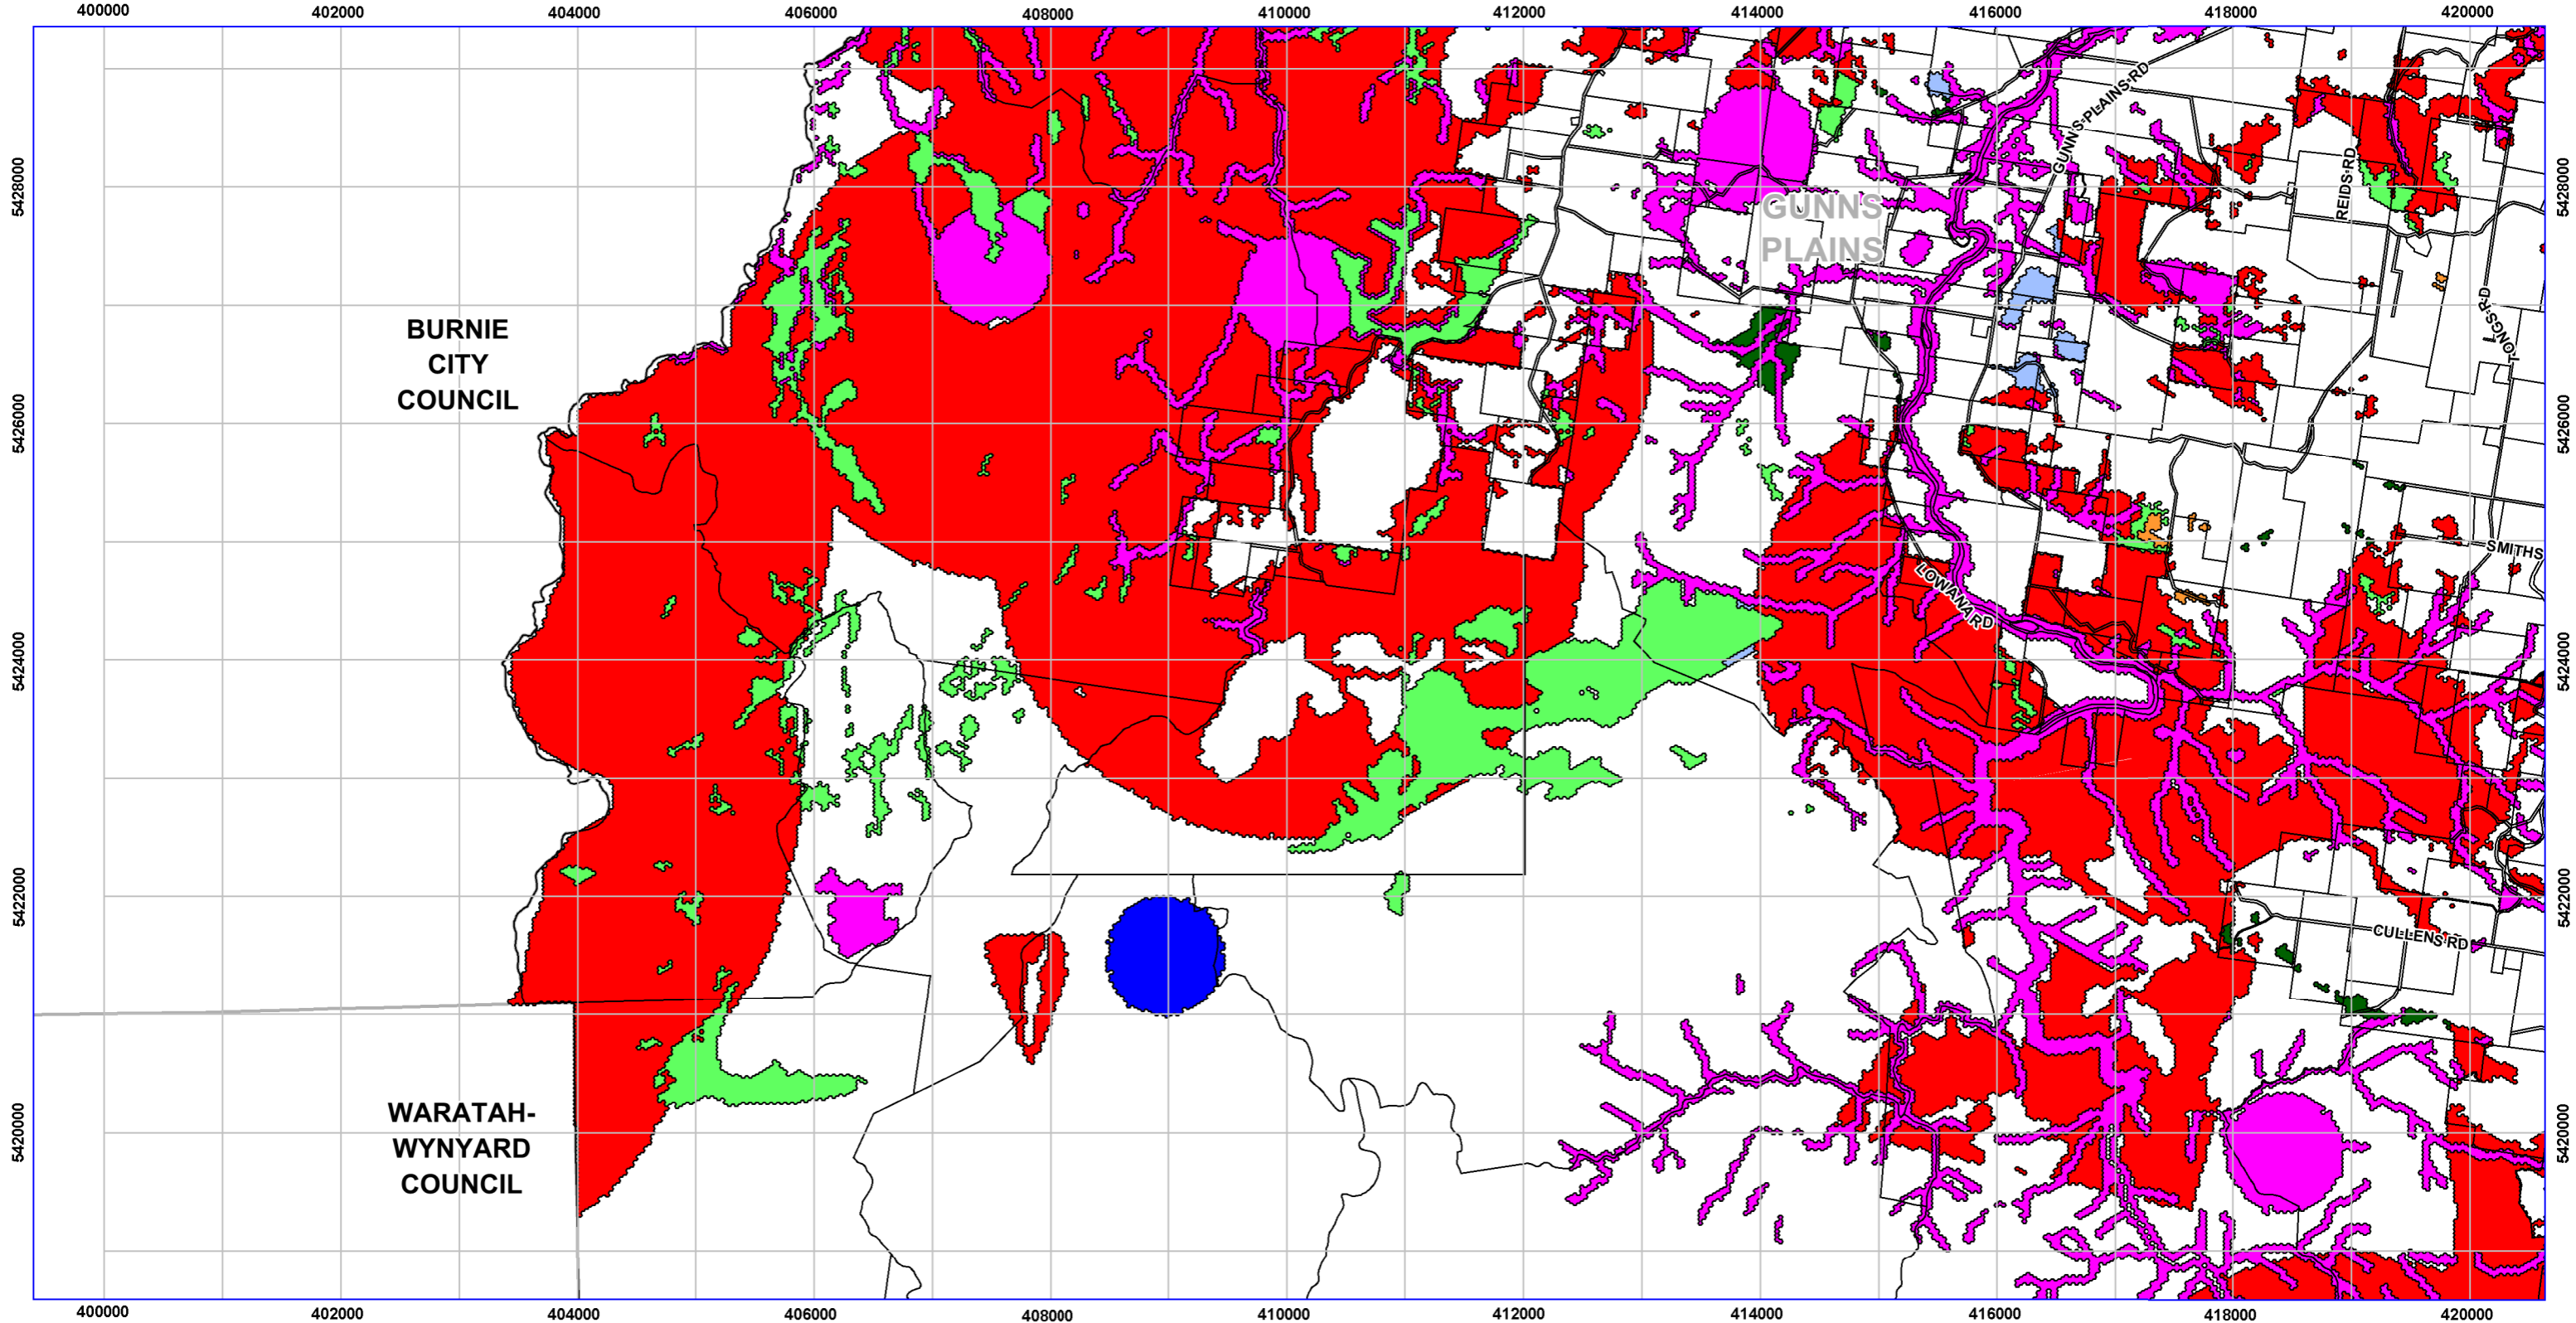 400000 402000 404000 406000 408000 410000 412000 414000 416000 418000 420000
5428000
5428000
GUNNS PLAINS RD
REIDS RD
GUNNS
PLAINS
LONGS RD
BURNIE
CITY
COUNCIL
5426000
5426000
SMITHS
LOWANA RD
5424000
5424000
5422000
5422000
CULLENS RD
WARATAH-
WYNYARD
COUNCIL
5420000
5420000
400000 402000 404000 406000 408000 410000 412000 414000 416000 418000 420000